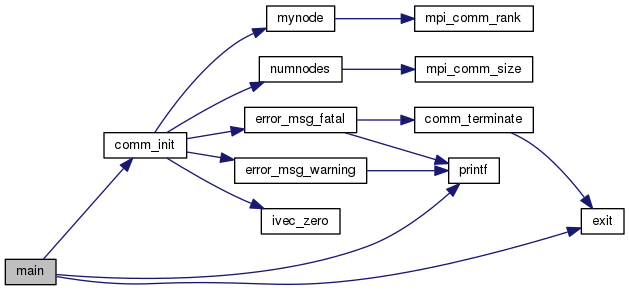 mynode
mpi_comm_rank
numnodes
mpi_comm_size
error_msg_fatal
comm_terminate
comm_init
error_msg_warning
printf
ivec_zero
exit
main